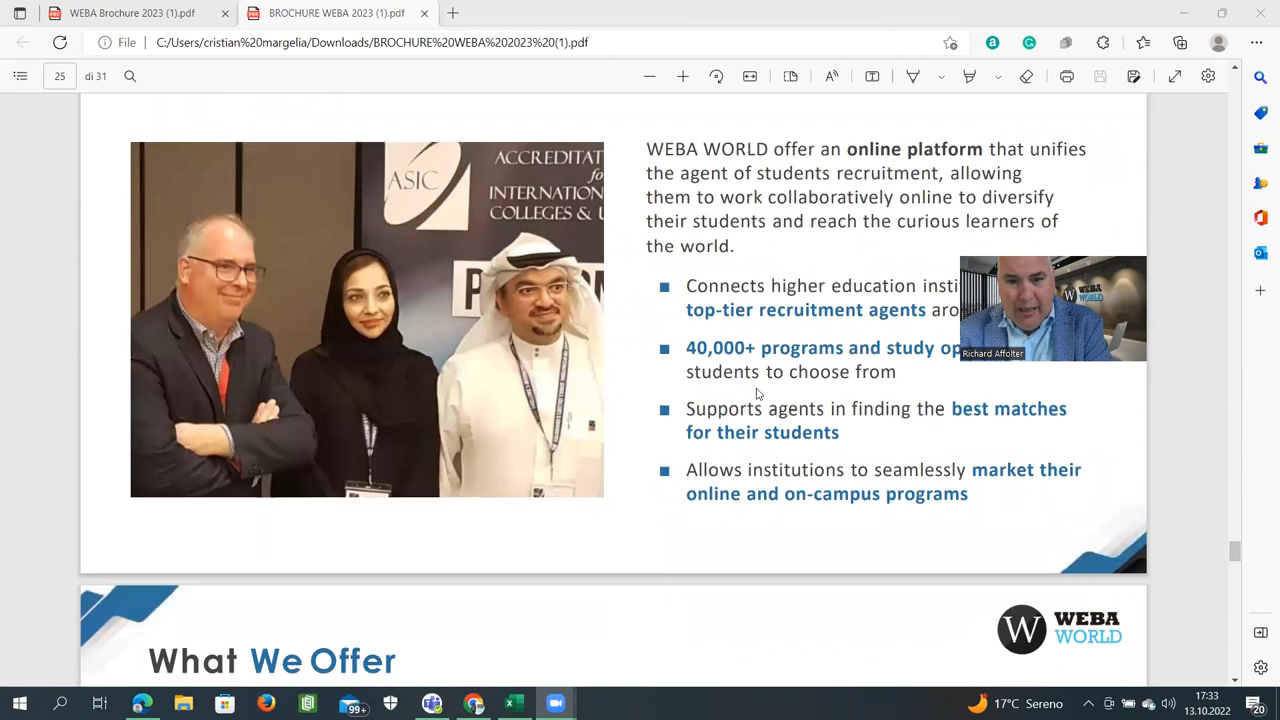 WEBA Brochure 2023 (1).pdf
BROCHURE WEBA 2023 (1).pdf
File
C:/Users/cristian%20margelia/Downloads/BROCHURE%20WEBA%202023%20(1).pdf
25
di 31
ACCREDITAT
for
ASIC
INTERNATIONAL
COLLEGES & U
P
WEBA WORLD offer an online platform that unifies
the agent of students recruitment, allowing
them to work collaboratively online to diversify
their students and reach the curious learners of
the world.
Connects higher education insti
top-tier recruitment agents aro
40,000+ programs and study op
students to choose from
Supports agents in finding the best matches
for their students
Allows institutions to seamlessly market their
online and on-campus programs
W WEBA
WORLD
Richard Affolter
W WEBA
WORLD
What We Offer
99+
17°C Sereno
17:33
13.10.2022
20